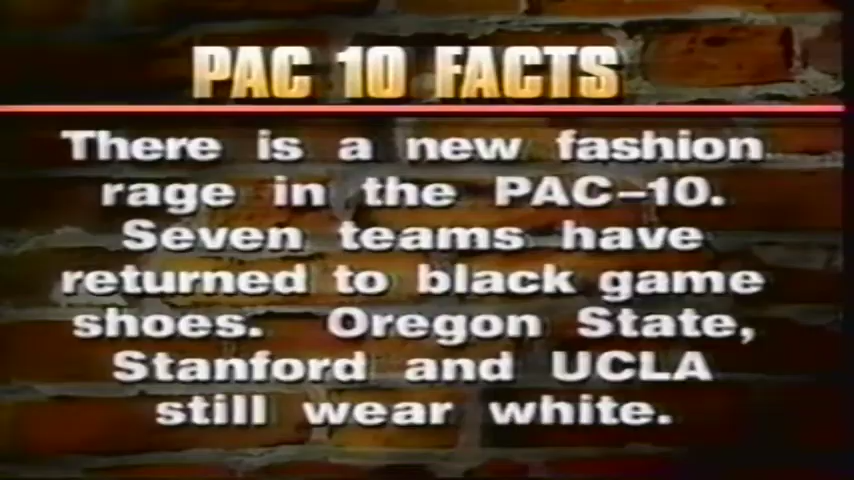 PAC 10 FACTS
There is a new fashion
rage in the PAC-10.
Seven teams have
returned to black game
shoes. Oregon State,
Stanford and UCLA
still wear white.